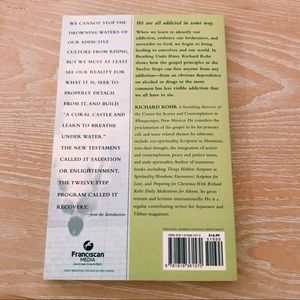 WE CANNOT STOP THE
DROWNING WATERS OF
OUR ADDICTIVE
CULTURE FROM RISING,
BUT WE MUST AT LEAST
SEE OUR REALITY FOR
WHAT IT IS, SEEK TO
PROPERLY DETACH
FROM IT, AND BUILD
"A CORAL CASTLE AND
LEARN TO BREATHE
UNDER WATER."
THE NEW TESTAMENT
CALLED IT SALVATION
OR ENLIGHTENMENT,
THE TWELVE STEP
PROGRAM CALLED IT
RECOVERY.
—from the Introduction
Franciscan
MEDIA
We are all addicted in some way.
When we learn to identify our
addiction, embrace our brokenness, and
surrender to God, we begin to bring
healing to ourselves and our world. In
Breathing Under Water, Richard Rohr
shows how the gospel principles in the
Twelve Steps can free anyone from any
addiction—from an obvious dependence
on alcohol or drugs to the more
common but less visible addiction that
we all have to sin.
RICHARD ROHR is founding director of
the Center for Action and Contemplation in
Albuquerque, New Mexico. He considers the
proclamation of the gospel to be his primary
call, and some related themes he addresses
include eco-spirituality, Scripture as liberation,
non-dual thinking, the integration of action
and contemplation, peace and justice issues,
and male spirituality. Author of numerous
books, including Things Hidden: Scripture as
Spirituality, Wondrous Encounters: Scripture for
Lent, and Preparing for Christmas With Richard
Rohr: Daily Meditations for Advent, he gives
retreats and lectures internationally. He is a
regular contributing writer for Sojourners and
Tikkun magazines.
$16.99
51699
9 781616 361570